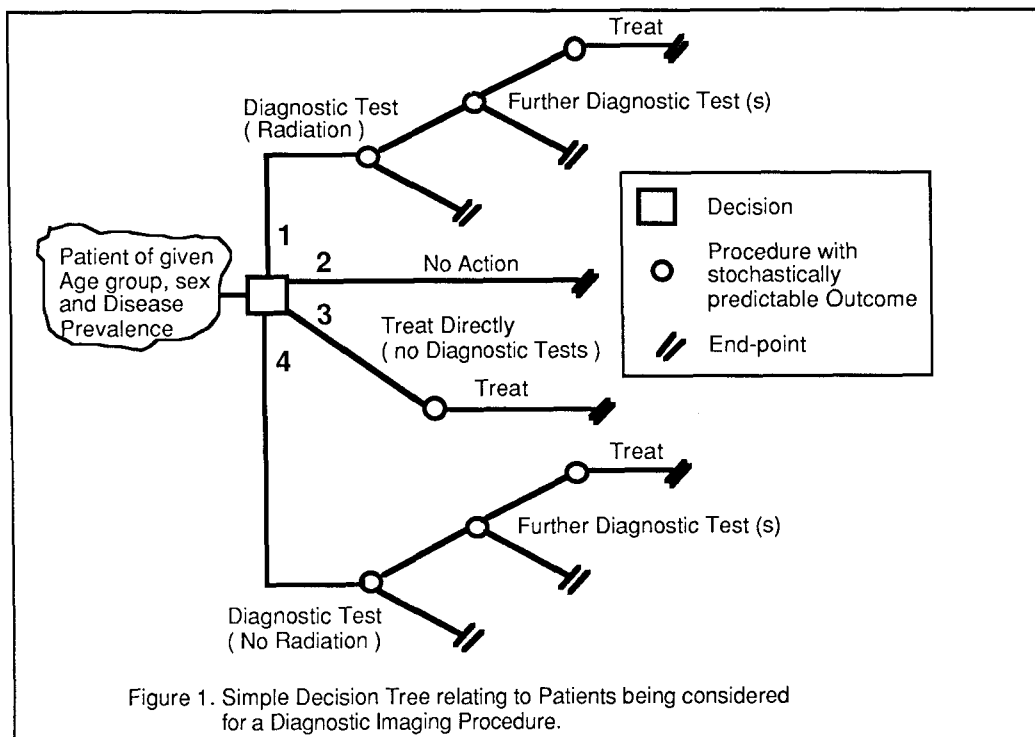 Treat
Diagnostic Test
( Radiation )
Further Diagnostic Test (s)
Decision
Procedure with
stochastically
predictable Outcome
End-point
1
2
No Action
Patient of given
Age group, sex
and Disease
Prevalence
3
Treat Directly
( no Diagnostic Tests )
4
Treat
Treat
Further Diagnostic Test (s)
Diagnostic Test
( No Radiation )
Figure 1. Simple Decision Tree relating to Patients being considered
for a Diagnostic Imaging Procedure.